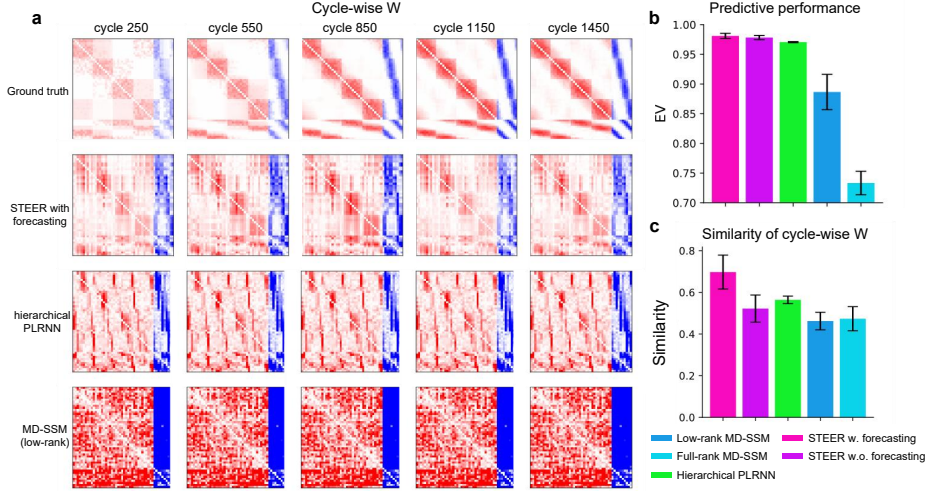 a
Cycle-wise W
cycle 250
cycle 550
cycle 850
cycle 1150
cycle 1450
Ground truth
STEER with
forecasting
hierarchical
PLRNN
MD-SSM
(low-rank)
b
Predictive performance
EV
1.00
0.95
0.90
0.85
0.80
0.75
0.70
c
Similarity of cycle-wise W
Similarity
0.8
0.6
0.4
0.2
0.0
Low-rank MD-SSM
STEER w. forecasting
Full-rank MD-SSM
STEER w.o. forecasting
Hierarchical PLRNN